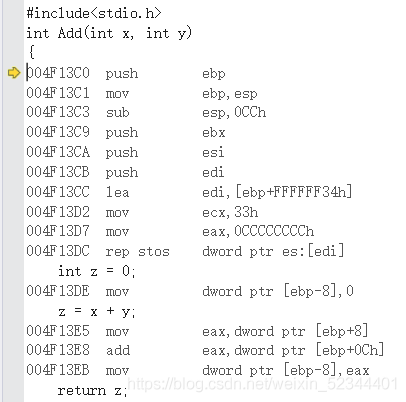 #include<stdio.h>
int Add(int x, int y)
{
004F13C0 push ebp
004F13C1 mov ebp,esp
004F13C3 sub esp,0CCh
004F13C9 push ebx
004F13CA push esi
004F13CB push edi
004F13CC lea edi,[ebp+FFFFFF34h]
004F13D2 mov ecx,33h
004F13D7 mov eax,0CCCCCCCCh
004F13DC rep stos dword ptr es:[edi]
int z = 0;
004F13DE mov dword ptr [ebp-8],0
z = x + y;
004F13E5 mov eax,dword ptr [ebp+8]
004F13E8 add eax,dword ptr [ebp+0Ch]
004F13EB mov dword ptr [ebp-8],eax
https://blog.csdn.net/weixin_52344401
return z;